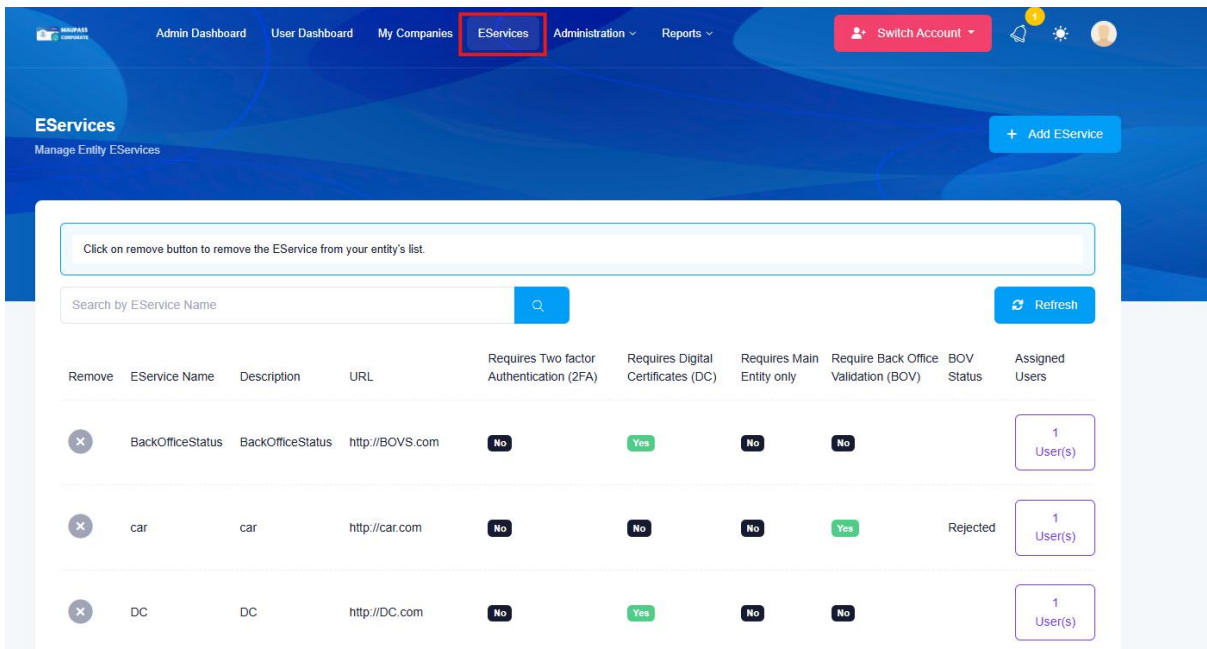 MAUPASS
CORPORATE
Admin Dashboard User Dashboard My Companies EServices Administration Reports Switch Account 1
EServices
Manage Entity EServices
+ Add EService
Click on remove button to remove the EService from your entity's list.
Search by EService Name
Refresh
Remove EService Name Description URL Requires Two factor Authentication (2FA) Requires Digital Certificates (DC) Requires Main Entity only Require Back Office Validation (BOV) BOV Status Assigned Users
BackOfficeStatus BackOfficeStatus http://BOVS.com No Yes No No 1 User(s)
car car http://car.com No No No Yes Rejected 1 User(s)
DC DC http://DC.com No Yes No No 1 User(s)